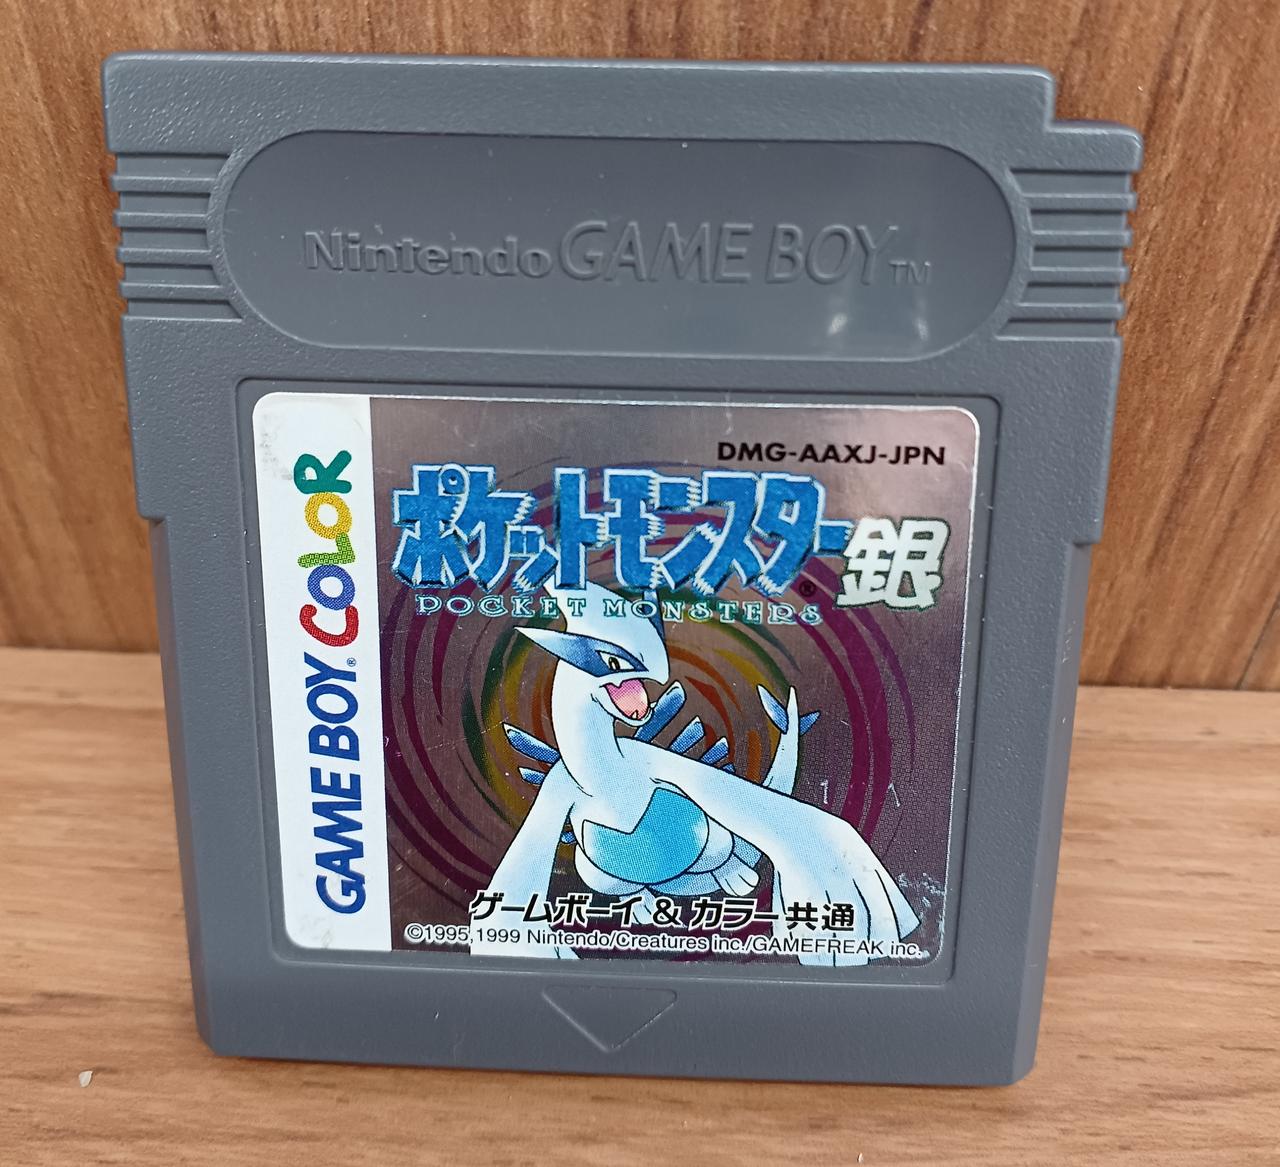 Nintendo GAME BOY TM
DMG-AAXJ-JPN
ポケットモンスター銀
POCKET MONSTERS®
GAME BOY® COLOR
ゲームボーイ & カラー共通
©1995,1999 Nintendo/Creatures inc./GAMEFREAK inc.